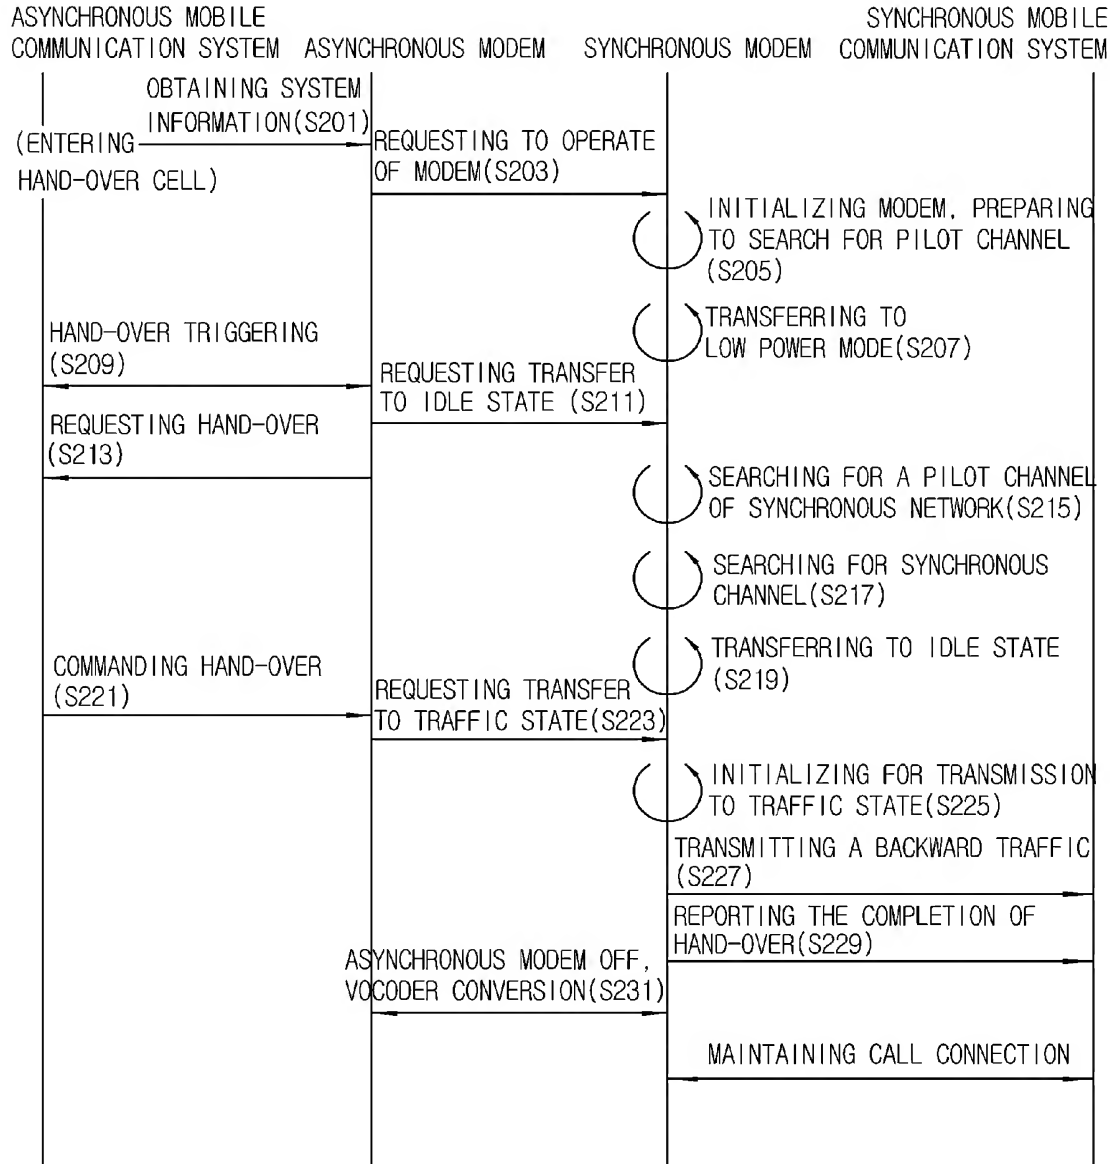 ASYNCHRONOUS MOBILE
COMMUNICATION SYSTEM
ASYNCHRONOUS MODEM
SYNCHRONOUS MODEM
SYNCHRONOUS MOBILE
COMMUNICATION SYSTEM
OBTAINING SYSTEM
INFORMATION(S201)
(ENTERING
HAND-OVER CELL)
REQUESTING TO OPERATE
OF MODEM(S203)
INITIALIZING MODEM, PREPARING
TO SEARCH FOR PILOT CHANNEL
(S205)
TRANSFERRING TO
LOW POWER MODE(S207)
HAND-OVER TRIGGERING
(S209)
REQUESTING TRANSFER
TO IDLE STATE (S211)
REQUESTING HAND-OVER
(S213)
SEARCHING FOR A PILOT CHANNEL
OF SYNCHRONOUS NETWORK(S215)
SEARCHING FOR SYNCHRONOUS
CHANNEL(S217)
TRANSFERRING TO IDLE STATE
(S219)
COMMANDING HAND-OVER
(S221)
REQUESTING TRANSFER
TO TRAFFIC STATE(S223)
INITIALIZING FOR TRANSMISSION
TO TRAFFIC STATE(S225)
TRANSMITTING A BACKWARD TRAFFIC
(S227)
REPORTING THE COMPLETION OF
HAND-OVER(S229)
ASYNCHRONOUS MODEM OFF,
VOCODER CONVERSION(S231)
MAINTAINING CALL CONNECTION